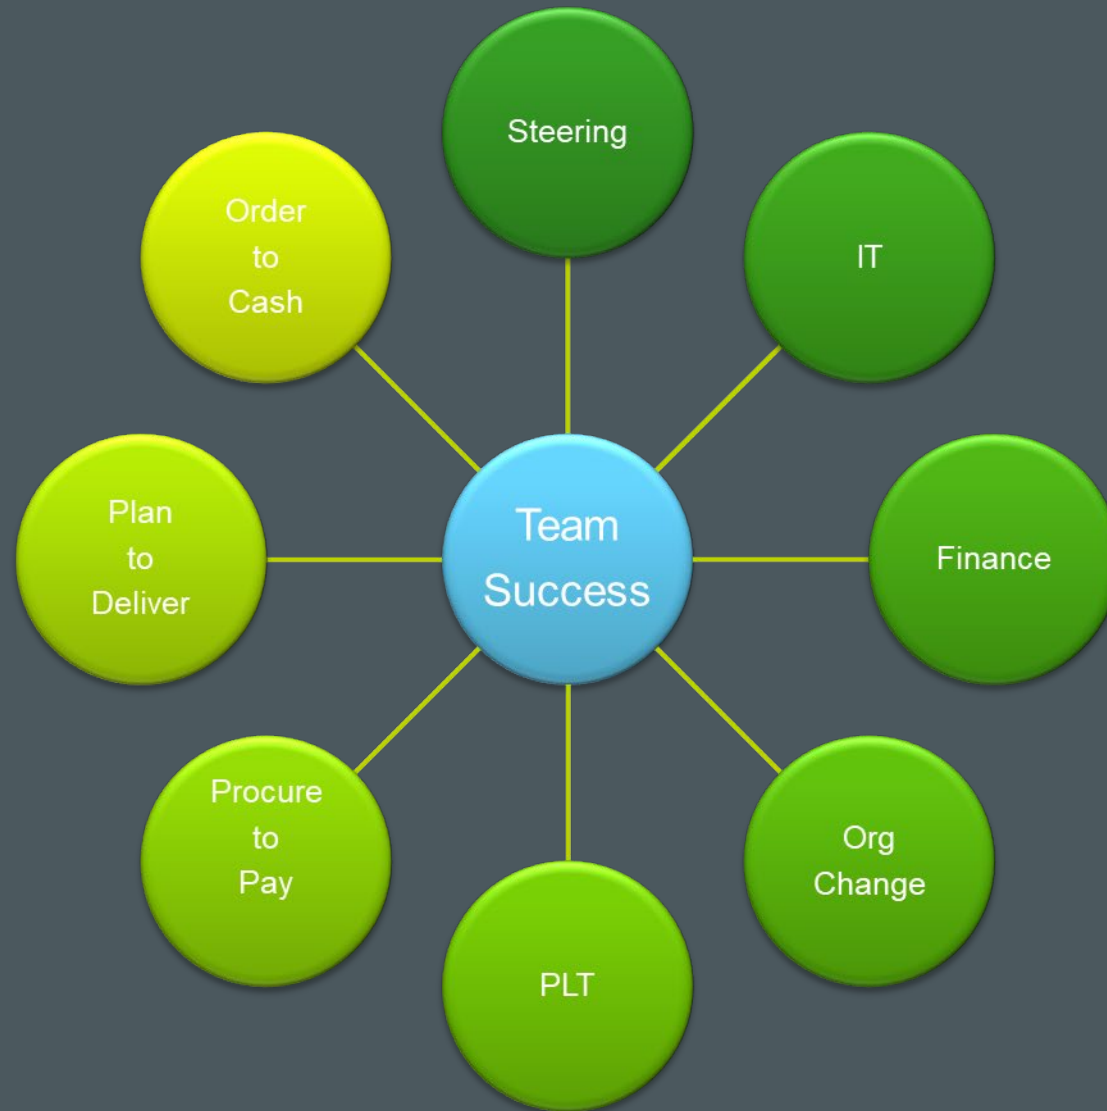 Steering
IT
Finance
Org
Change
PLT
Procure
to
Pay
Plan
to
Deliver
Order
to
Cash
Team
Success